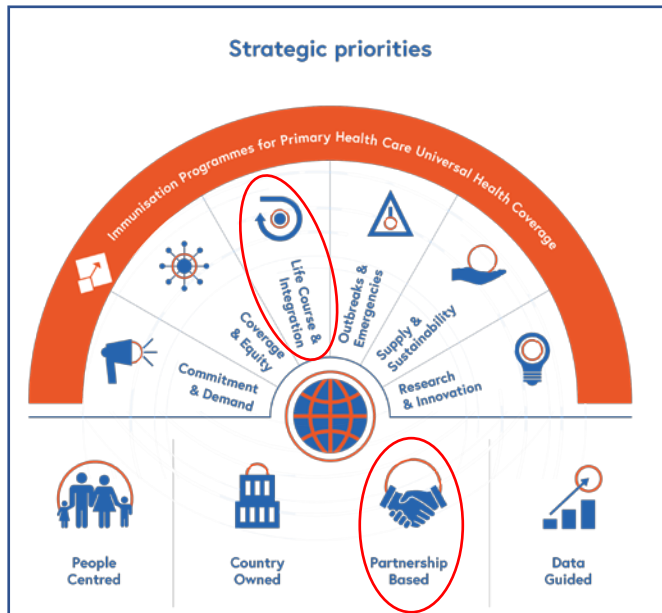 Strategic priorities
Immunisation Programmes for Primary Health Care Universal Health Coverage
Commitment
& Demand
Coverage
& Equity
Life Course &
Integration
Outbreaks &
Emergencies
Supply &
Sustainability
Research
& Innovation
People
Centred
Country
Owned
Partnership
Based
Data
Guided